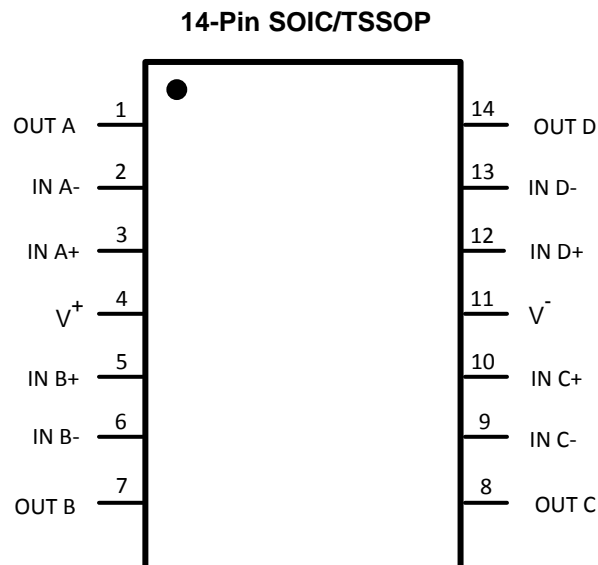 14-Pin SOIC/TSSOP
OUT A 1 14 OUT D
IN A- 2 13 IN D-
IN A+ 3 12 IN D+
V+ 4 11 V-
IN B+ 5 10 IN C+
IN B- 6 9 IN C-
OUT B 7 8 OUT C